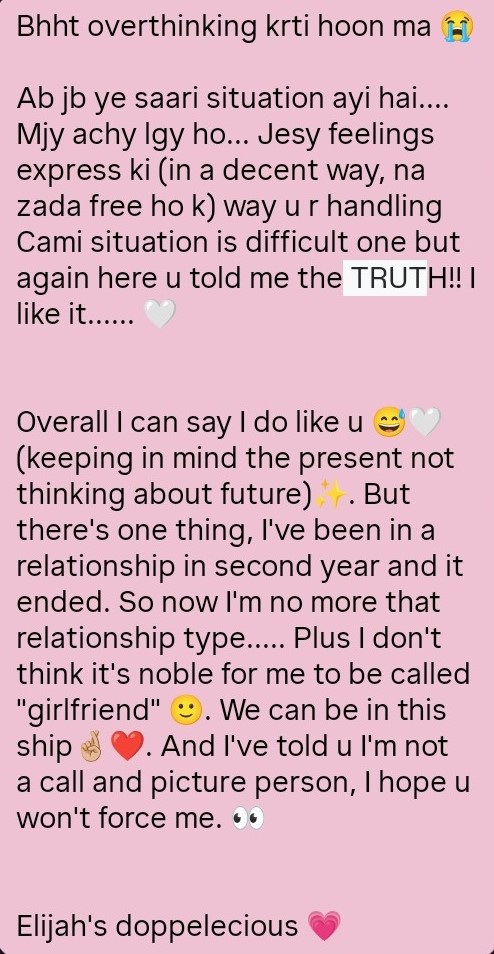 Bhht overthinking krti hoon ma 😭
Ab jb ye saari situation ayi hai....
Mjy achy lgy ho... Jesy feelings
express ki (in a decent way, na
zada free ho k) way u r handling
Cami situation is difficult one but
again here u told me the TRUTH!! I
like it...... 🤍
Overall I can say I do like u 😅🤍
(keeping in mind the present not
thinking about future)✨. But
there's one thing, I've been in a
relationship in second year and it
ended. So now I'm no more that
relationship type..... Plus I don't
think it's noble for me to be called
"girlfriend" 🙂. We can be in this
ship🤞🏼❤️. And I've told u I'm not
a call and picture person, I hope u
won't force me. 👀
Elijah's doppelecious 💗